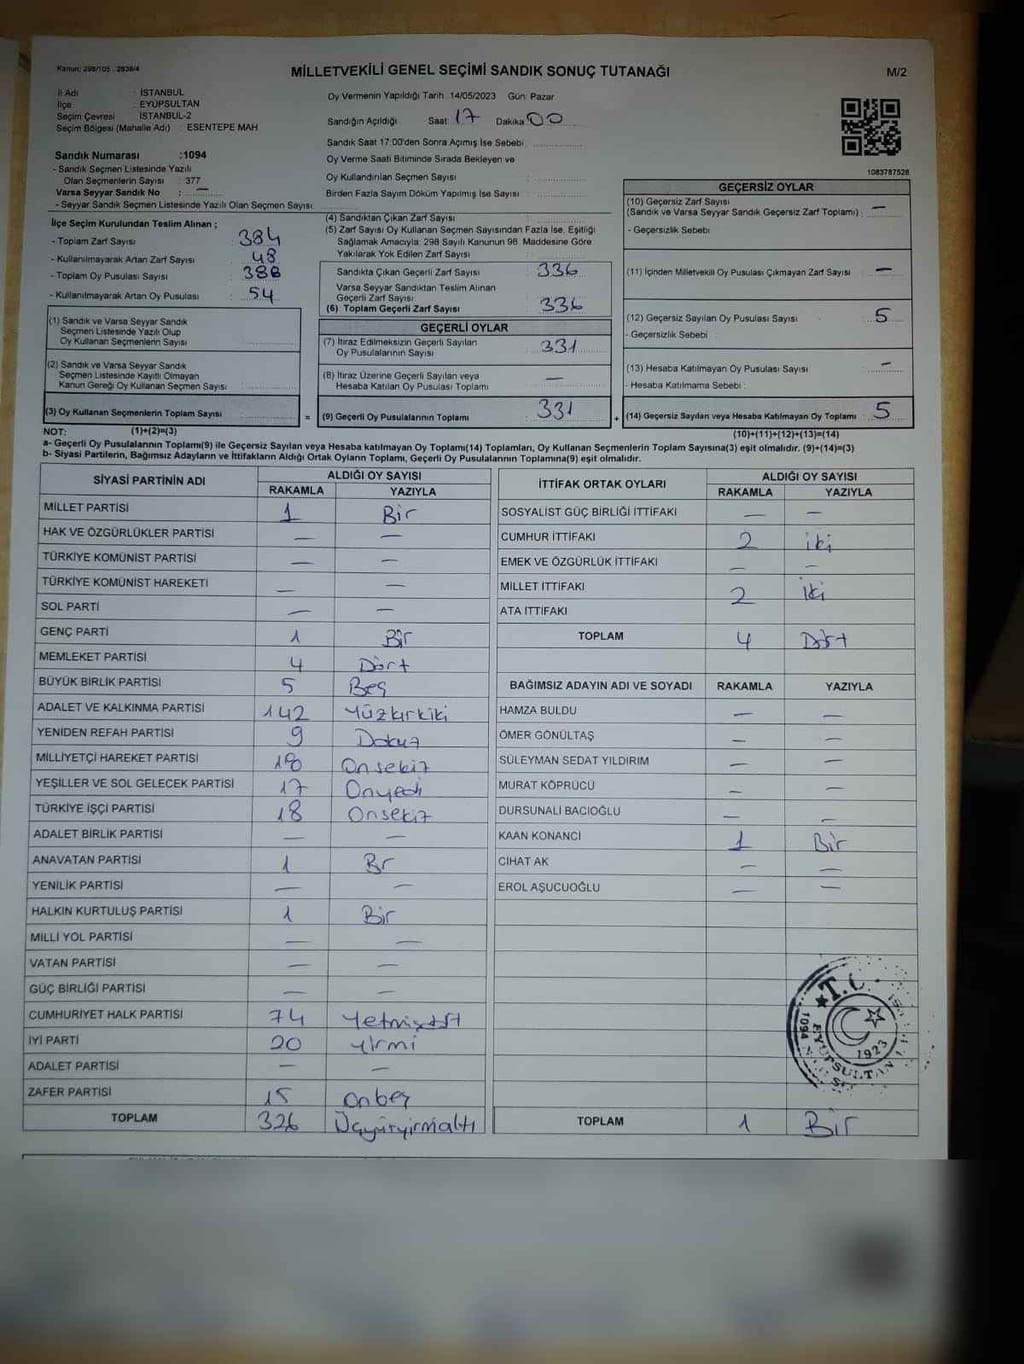 Kanun: 298/105 , 2839/4
MİLLETVEKİLİ GENEL SEÇİMİ SANDIK SONUÇ TUTANAĞI
M/2
İl Adı : İSTANBUL
İlçe : EYÜPSULTAN
Seçim Çevresi : İSTANBUL-2
Seçim Bölgesi (Mahalle Adı) ESENTEPE MAH
Sandık Numarası :1094
- Sandık Seçmen Listesinde Yazılı
Olan Seçmenlerin Sayısı : 377
Varsa Seyyar Sandık No : —
- Seyyar Sandık Seçmen Listesinde Yazılı Olan Seçmen Sayısı
Oy Vermenin Yapıldığı Tarih :14/05/2023 Gün: Pazar
Sandığın Açıldığı Saat: 17 Dakika 00
Sandık Saat 17:00'den Sonra Açımış İse Sebebi
Oy Verme Saati Bitiminde Sırada Bekleyen ve
Oy Kullandırılan Seçmen Sayısı
Birden Fazla Sayım Döküm Yapılmış İse Sayısı
1083787528
İlçe Seçim Kurulundan Teslim Alınan ;
- Toplam Zarf Sayısı : 384
- Kullanılmayarak Artan Zarf Sayısı : 48
- Toplam Oy Pusulası Sayısı : 388
- Kullanılmayarak Artan Oy Pusulası : 54
(1) Sandık ve Varsa Seyyar Sandık
Seçmen Listesinde Yazılı Olup
Oy Kullanan Seçmenlerin Sayısı
(2) Sandık ve Varsa Seyyar Sandık
Seçmen Listesinde Kayıtlı Olmayan
Kanun Gereği Oy Kullanan Seçmen Sayısı
(3) Oy Kullanan Seçmenlerin Toplam Sayısı
(4) Sandıktan Çıkan Zarf Sayısı
(5) Zarf Sayısı Oy Kullanan Seçmen Sayısından Fazla İse, Eşitliği
Sağlamak Amacıyla; 298 Sayılı Kanunun 98. Maddesine Göre
Yakılarak Yok Edilen Zarf Sayısı
Sandıkta Çıkan Geçerli Zarf Sayısı : 336
Varsa Seyyar Sandıktan Teslim Alınan
Geçerli Zarf Sayısı
(6) Toplam Geçerli Zarf Sayısı : 336
GEÇERLİ OYLAR
(7) İtiraz Edilmeksizin Geçerli Sayılan
Oy Pusulalarının Sayısı : 331
(8) İtiraz Üzerine Geçerli Sayılan veya
Hesaba Katılan Oy Pusulası Toplamı : —
= (9) Geçerli Oy Pusulalarının Toplamı : 331
GEÇERSİZ OYLAR
(10) Geçersiz Zarf Sayısı
(Sandık ve Varsa Seyyar Sandık Geçersiz Zarf Toplamı) : —
- Geçersizlik Sebebi
(11) İçinden Milletvekili Oy Pusulası Çıkmayan Zarf Sayısı —
(12) Geçersiz Sayılan Oy Pusulası Sayısı : 5
- Geçersizlik Sebebi
(13) Hesaba Katılmayan Oy Pusulası Sayısı : —
- Hesaba Katılmama Sebebi :
+ (14) Geçersiz Sayılan veya Hesaba Katılmayan Oy Toplamı : 5
NOT: (1)+(2)=(3)
(10)+(11)+(12)+(13)=(14)
a- Geçerli Oy Pusulalarının Toplamı(9) ile Geçersiz Sayılan veya Hesaba katılmayan Oy Toplamı(14) Toplamları, Oy Kullanan Seçmenlerin Toplam Sayısına(3) eşit olmalıdır. (9)+(14)=(3)
b- Siyasi Partilerin, Bağımsız Adayların ve İttifakların Aldığı Ortak Oyların Toplamı, Geçerli Oy Pusulalarının Toplamına(9) eşit olmalıdır.
SİYASİ PARTİNİN ADI ALDIĞI OY SAYISI
RAKAMLA YAZIYLA
MİLLET PARTİSİ 1 Bir
HAK VE ÖZGÜRLÜKLER PARTİSİ — —
TÜRKİYE KOMÜNİST PARTİSİ — —
TÜRKİYE KOMÜNİST HAREKETİ — —
SOL PARTİ — —
GENÇ PARTİ 1 Bir
MEMLEKET PARTİSİ 4 Dört
BÜYÜK BİRLİK PARTİSİ 5 Beş
ADALET VE KALKINMA PARTİSİ 142 Yüzkırkiki
YENİDEN REFAH PARTİSİ 9 Dokuz
MİLLİYETÇİ HAREKET PARTİSİ 18 Onsekiz
YEŞİLLER VE SOL GELECEK PARTİSİ 17 Onyedi
TÜRKİYE İŞÇİ PARTİSİ 18 Onsekiz
ADALET BİRLİK PARTİSİ — —
ANAVATAN PARTİSİ 1 Br
YENİLİK PARTİSİ — —
HALKIN KURTULUŞ PARTİSİ 1 Bir
MİLLİ YOL PARTİSİ — —
VATAN PARTİSİ — —
GÜÇ BİRLİĞİ PARTİSİ — —
CUMHURİYET HALK PARTİSİ 74
İYİ PARTİ 20 Yirmi
ADALET PARTİSİ — —
ZAFER PARTİSİ 15 Onbeş
TOPLAM 326 Üçyüzyirmialtı
İTTİFAK ORTAK OYLARI ALDIĞI OY SAYISI
RAKAMLA YAZIYLA
SOSYALİST GÜÇ BİRLİĞİ İTTİFAKI — —
CUMHUR İTTİFAKI 2 iki
EMEK VE ÖZGÜRLÜK İTTİFAKI — —
MİLLET İTTİFAKI 2 iki
ATA İTTİFAKI
TOPLAM 4 Dört
BAĞIMSIZ ADAYIN ADI VE SOYADI RAKAMLA YAZIYLA
HAMZA BULDU — —
ÖMER GÖNÜLTAŞ — —
SÜLEYMAN SEDAT YILDIRIM — —
MURAT KÖPRÜCÜ — —
DURSUNALİ BACIOĞLU — —
KAAN KONANCI 1 Bir
CİHAT AK — —
EROL AŞUCUOĞLU — —
TOPLAM 1 Bir
T.C.
EYÜPSULTAN
1094
1923